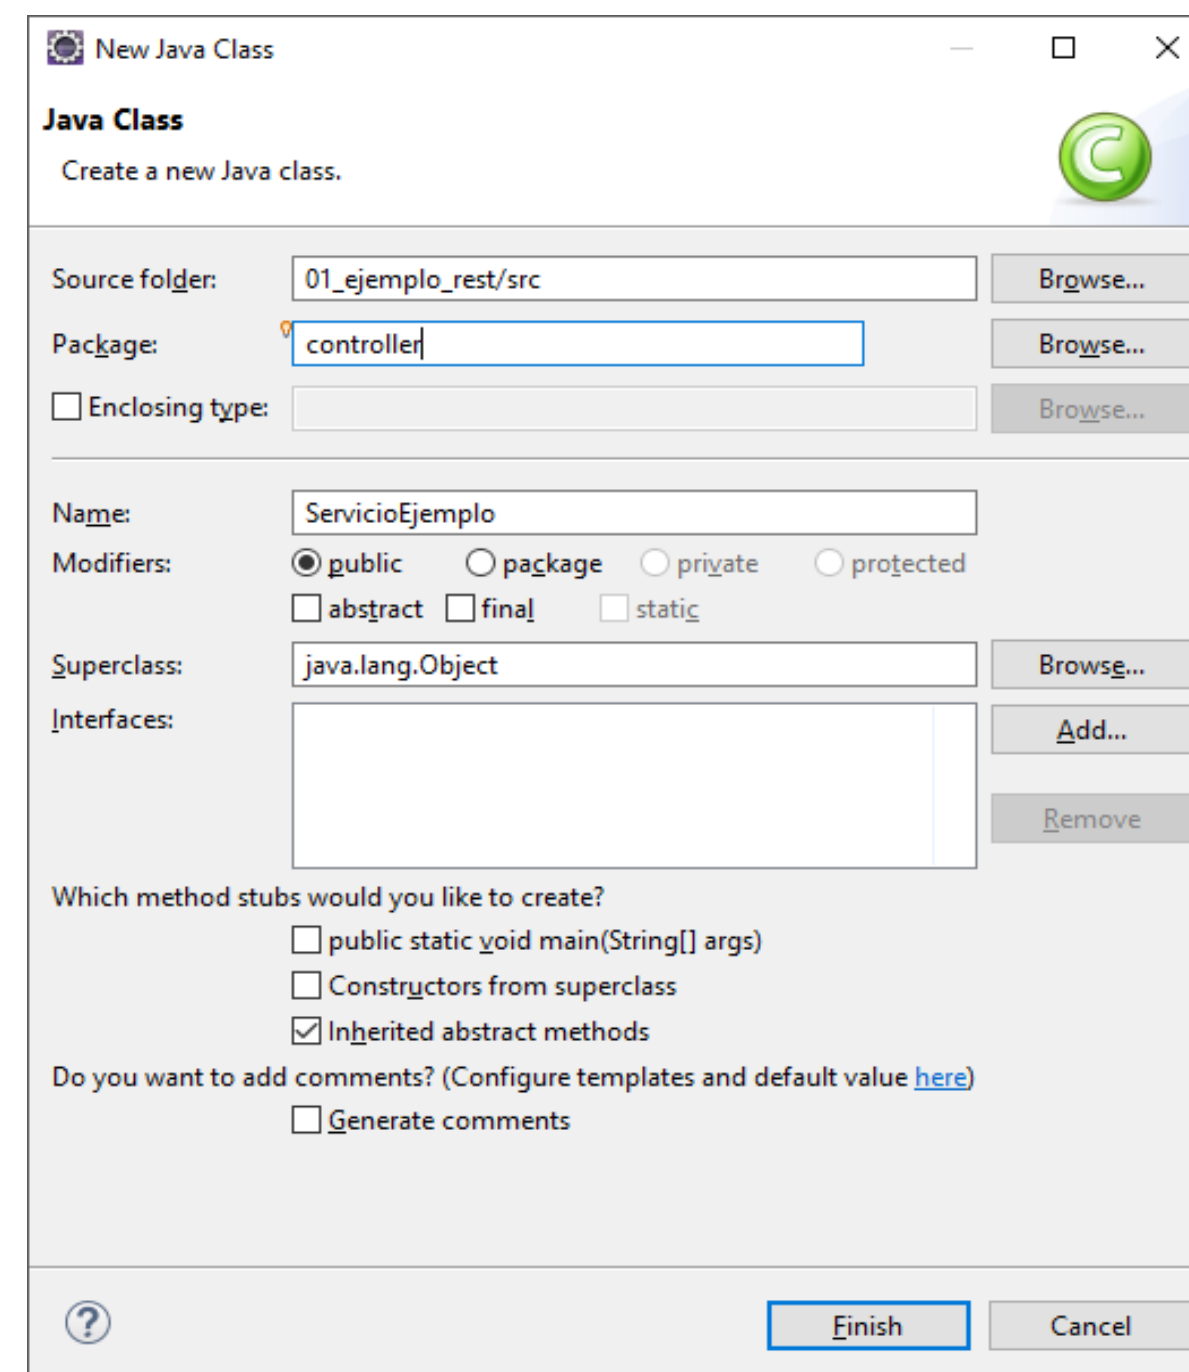 New Java Class
Java Class
Create a new Java class.
Source folder: 01_ejemplo_rest/src Browse...
Package: controller Browse...
Enclosing type: Browse...
Name: ServicioEjemplo
Modifiers: public package private protected
abstract final static
Superclass: java.lang.Object Browse...
Interfaces: Add...
Remove
Which method stubs would you like to create?
public static void main(String[] args)
Constructors from superclass
Inherited abstract methods
Do you want to add comments? (Configure templates and default value here)
Generate comments
? Finish Cancel